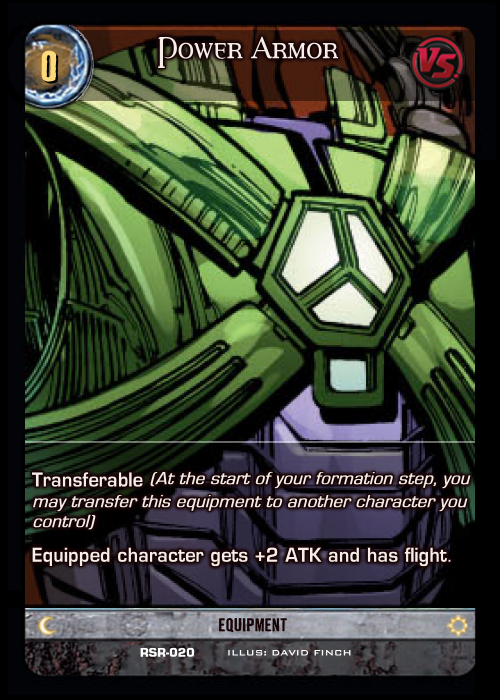 0
Power Armor
VS
Transferable (At the start of your formation step, you
may transfer this equipment to another character you
control)
Equipped character gets +2 ATK and has flight.
EQUIPMENT
RSR-020 ILLUS: DAVID FINCH